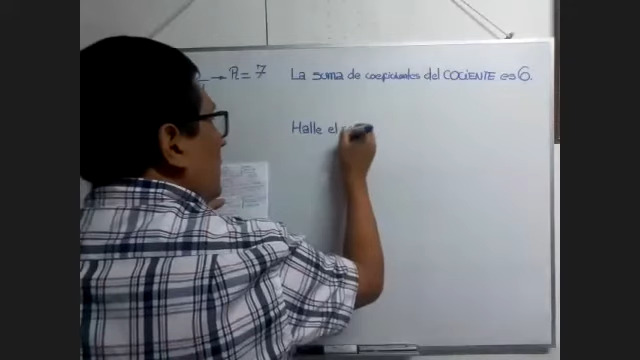 → R = 7
La suma de coeficientes del COCIENTE es 6.
Halle el